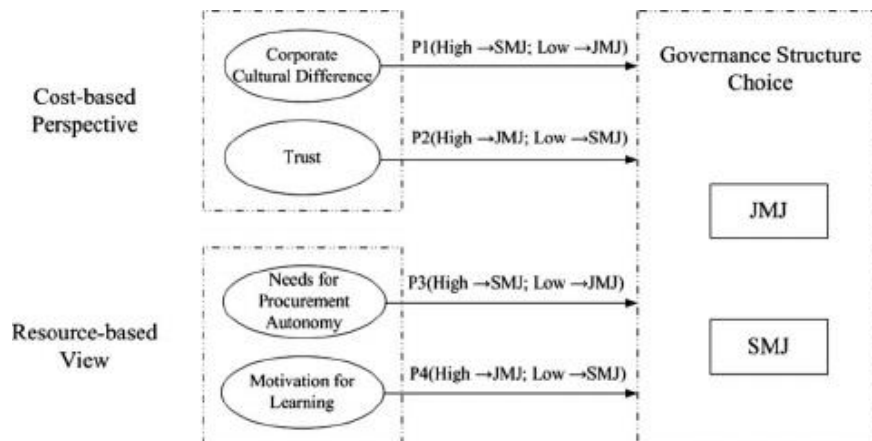 Cost-based
Perspective
Corporate
Cultural Difference
Trust
P1(High →SMJ; Low →JMJ)
P2(High →JMJ; Low →SMJ)
Resource-based
View
Needs for
Procurement
Autonomy
Motivation for
Learning
P3(High →SMJ; Low →JMJ)
P4(High →JMJ; Low →SMJ)
Governance Structure
Choice
JMJ
SMJ